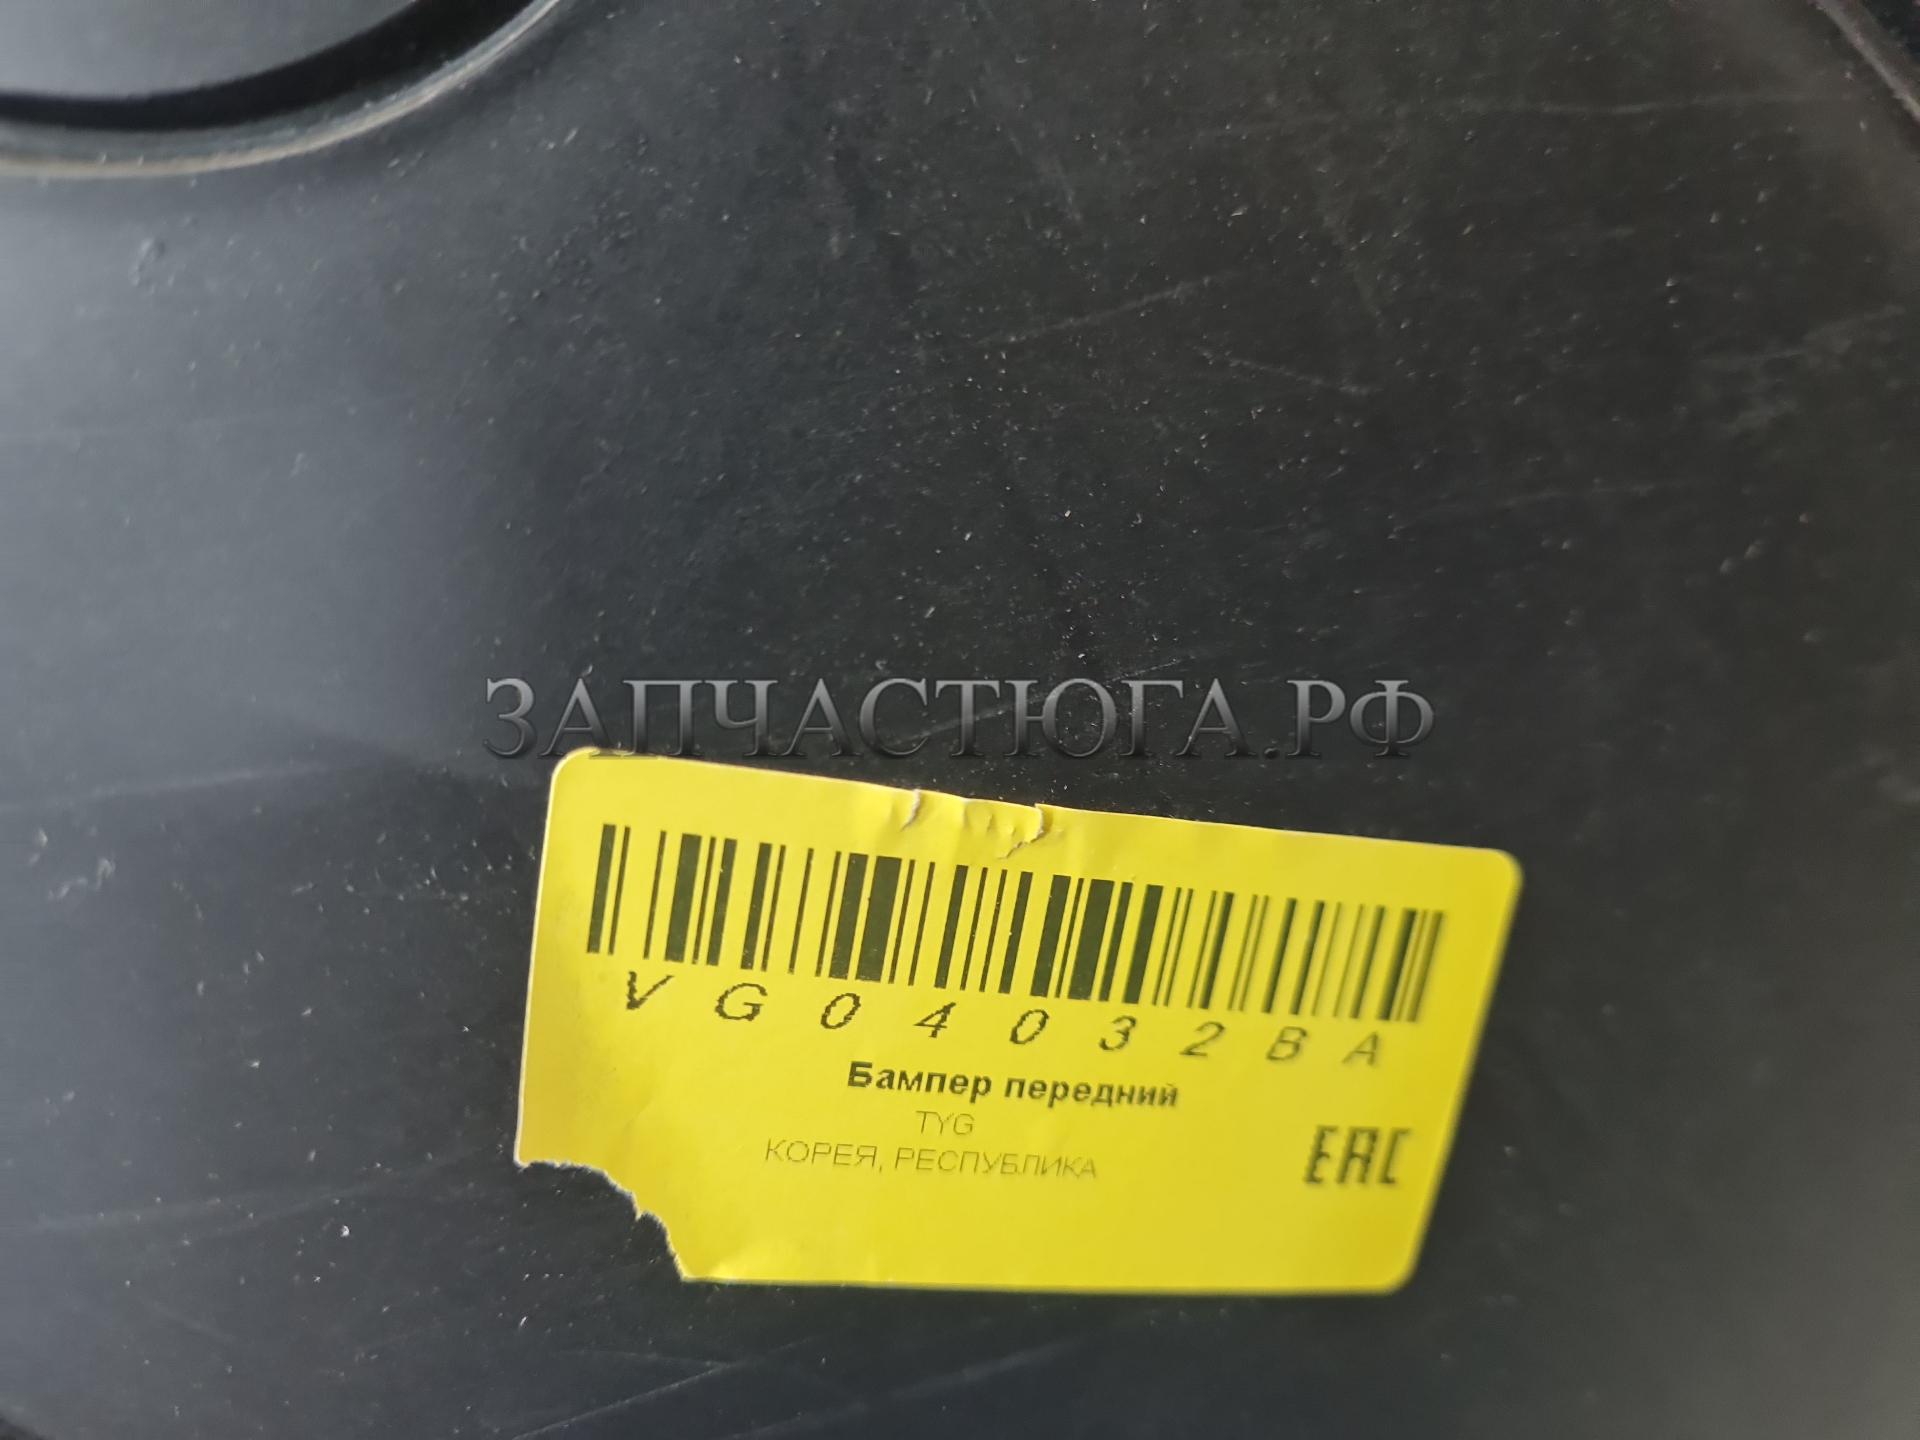 ЗАПЧАСТЮГА.РФ
VG04032BA
Бампер передний
TYG
КОРЕЯ, РЕСПУБЛИКА
EAC